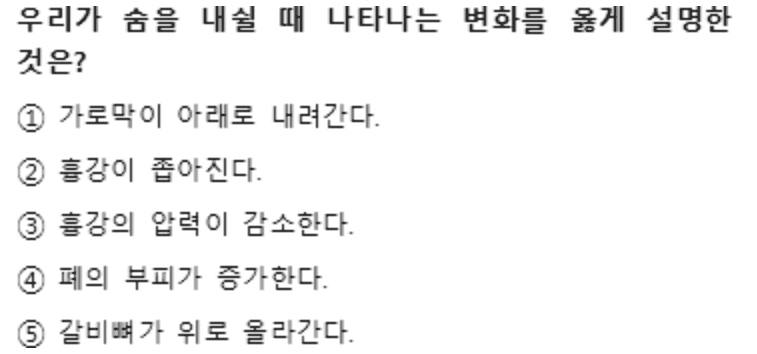 우리가 숨을 내쉴 때 나타나는 변화를 옳게 설명한
것은?
① 가로막이 아래로 내려간다.
② 흉강이 좁아진다.
③ 흉강의 압력이 감소한다.
④ 폐의 부피가 증가한다.
⑤ 갈비뼈가 위로 올라간다.